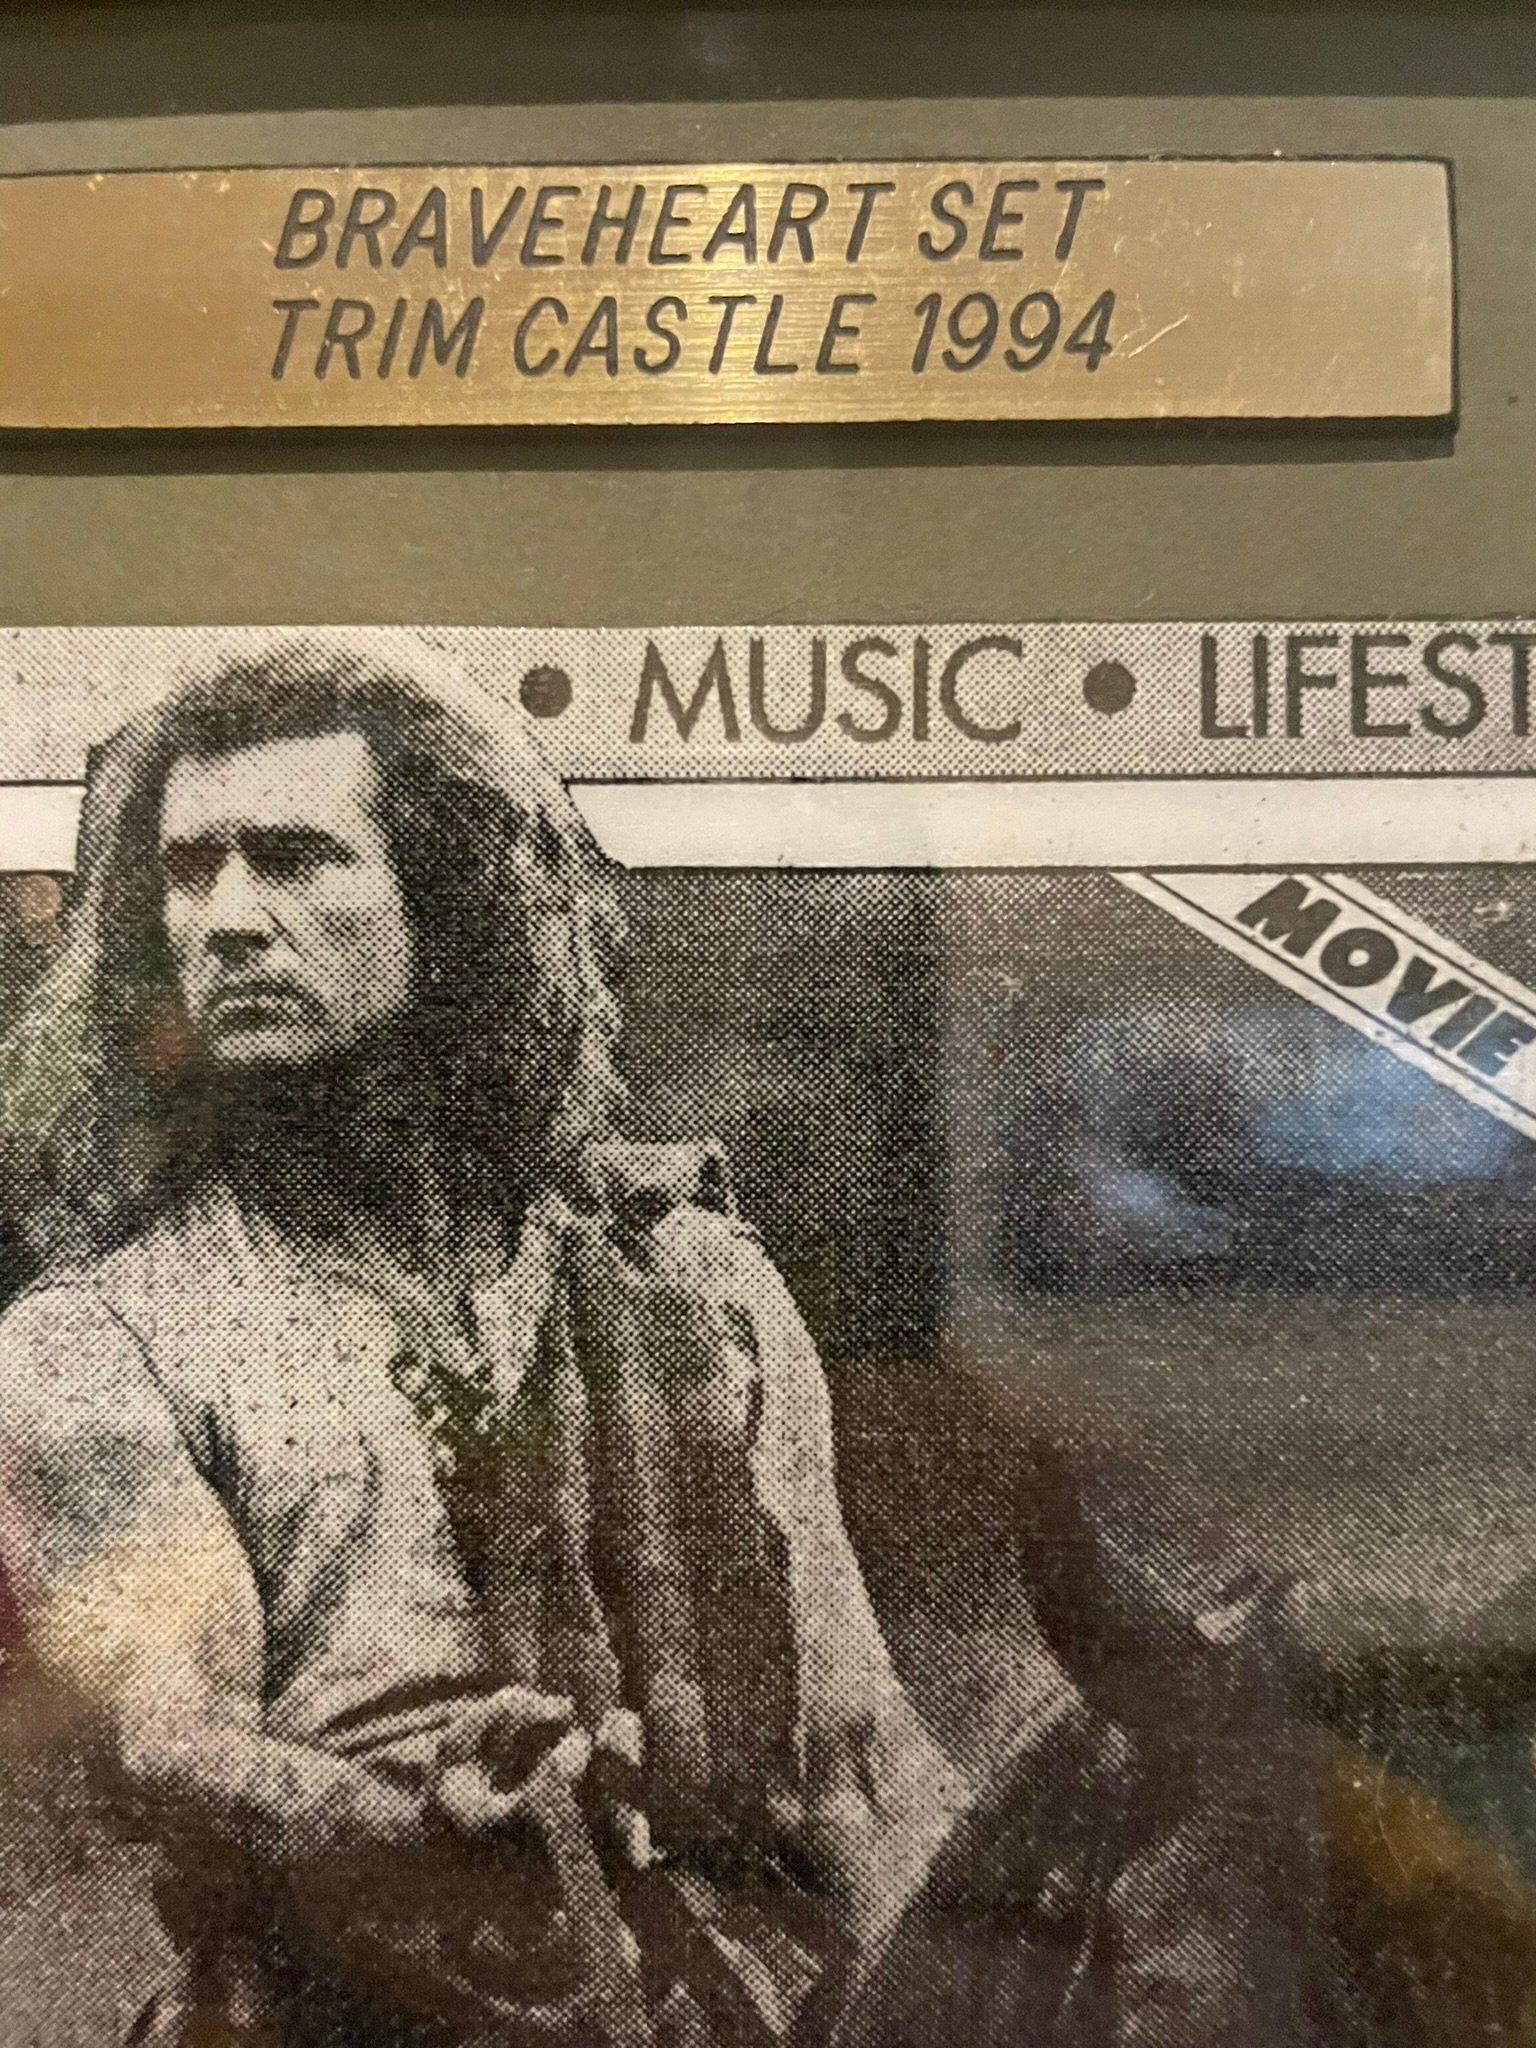 BRAVEHEART SET
TRIM CASTLE 1994
• MUSIC • LIFEST
MOVIE